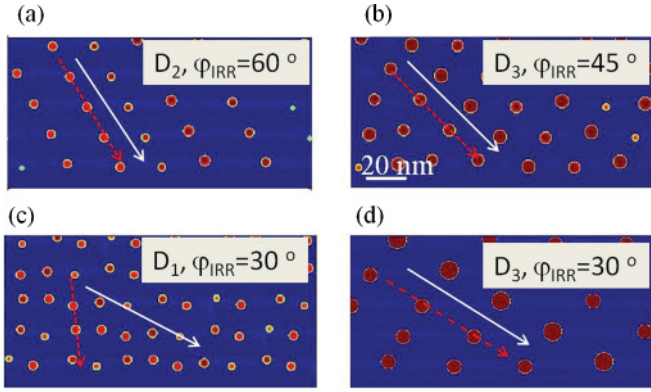 (a)
D₂, φIRR=60 °
(b)
D₃, φIRR=45 °
20 nm
(c)
D₁, φIRR=30 °
(d)
D₃, φIRR=30 °